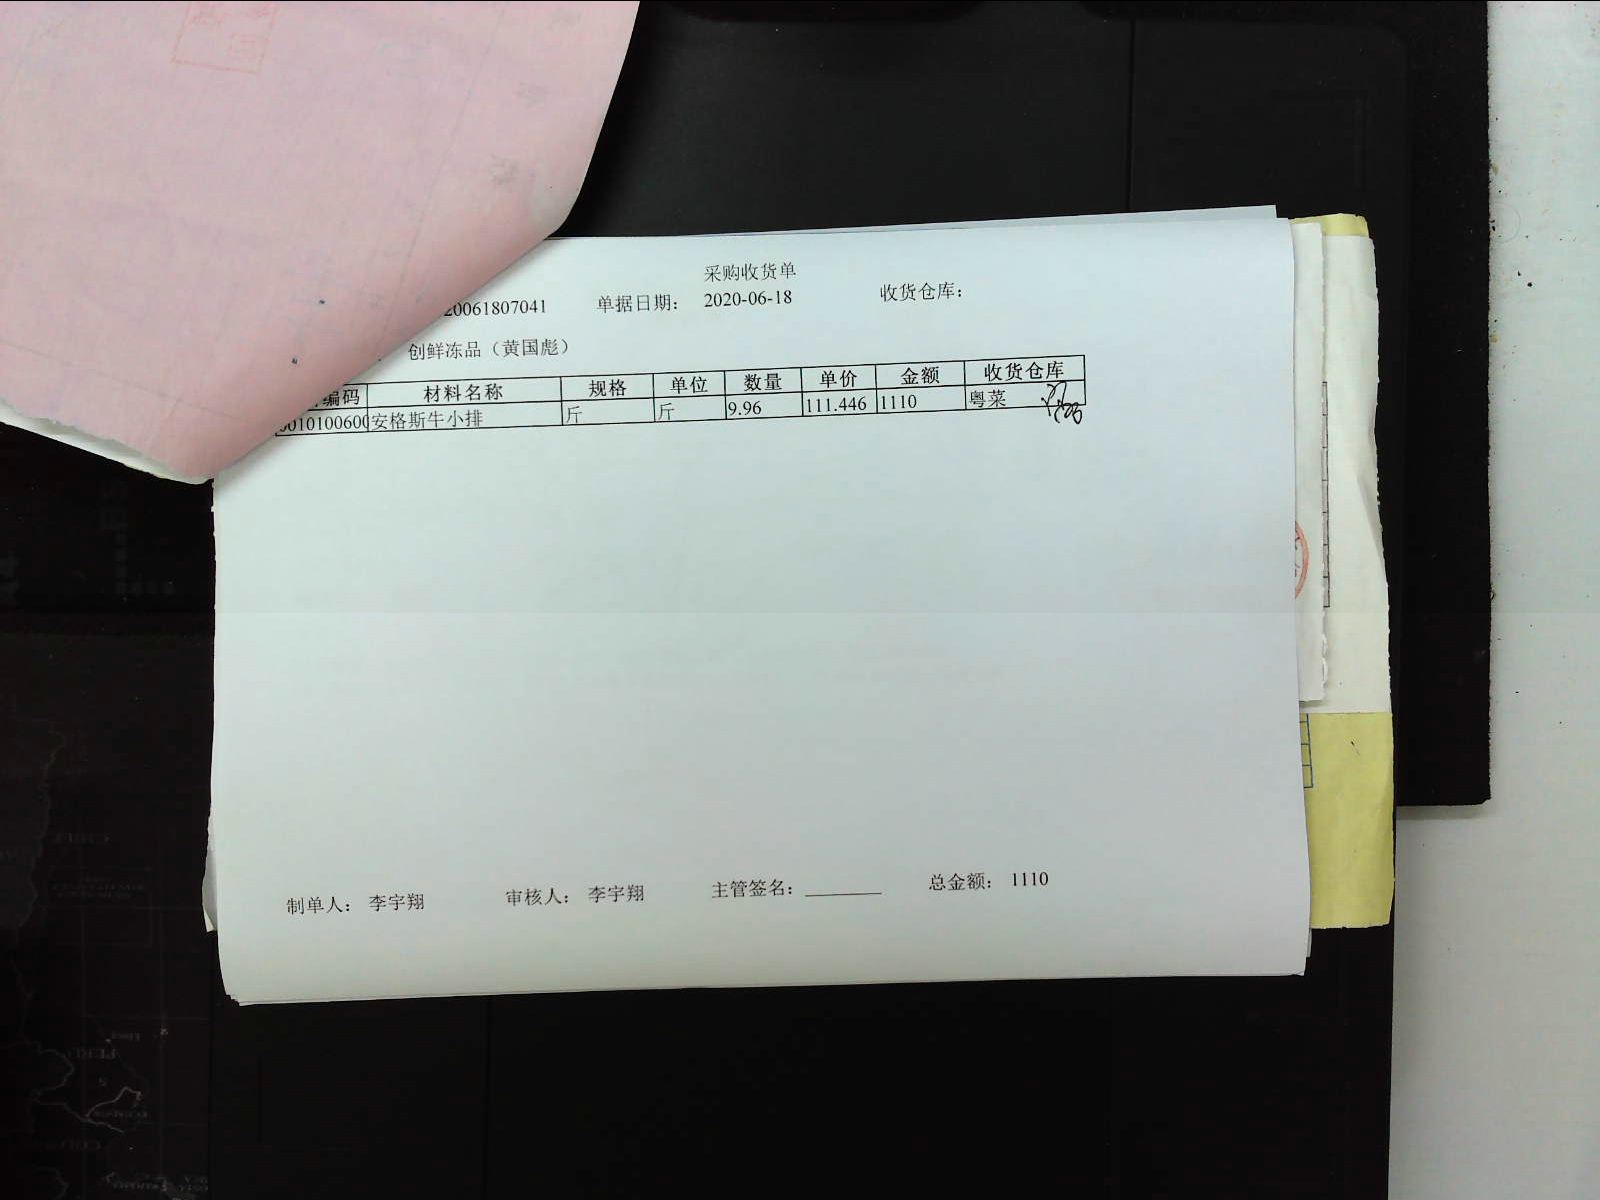 采购收货单
20061807041 单据日期： 2020-06-18 收货仓库：
创鲜冻品（黄国彪）
编码 材料名称 规格 单位 数量 单价 金额 收货仓库
010100600 安格斯牛小排 斤 斤 9.96 111.446 1110 粤菜
制单人： 李宇翔 审核人： 李宇翔 主管签名： 总金额： 1110